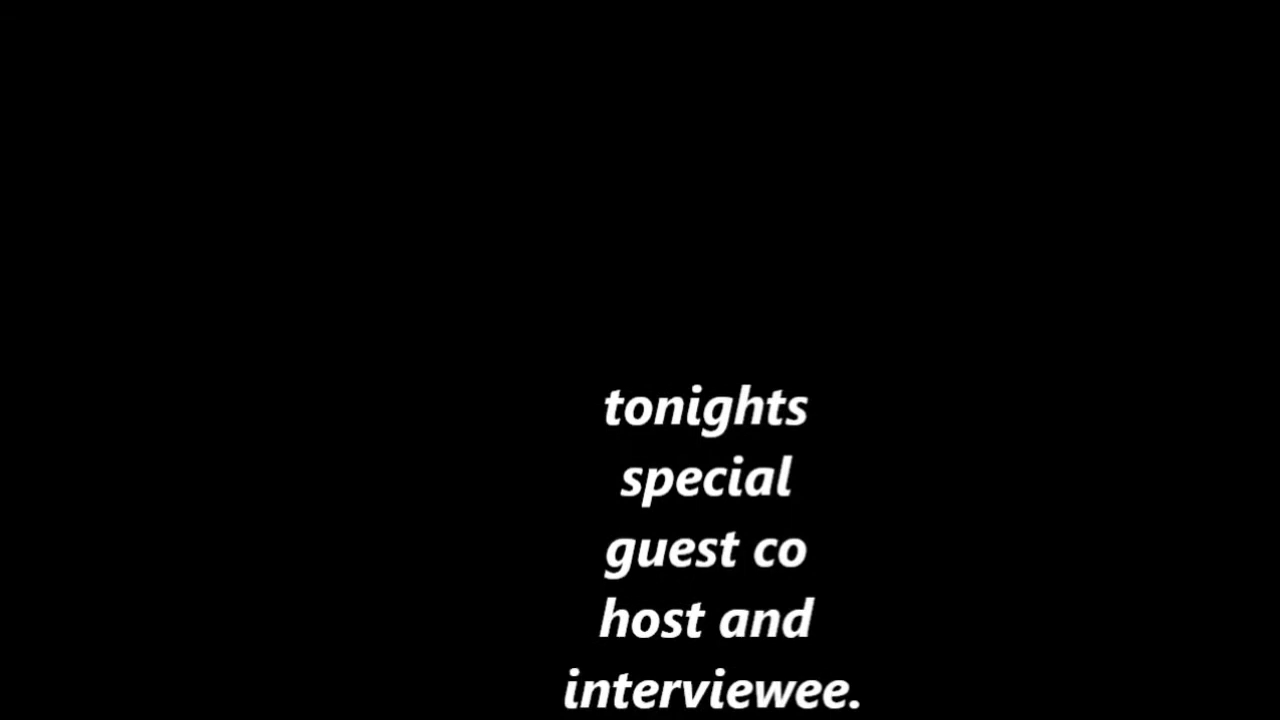 tonights
special
guest co
host and
interviewee.